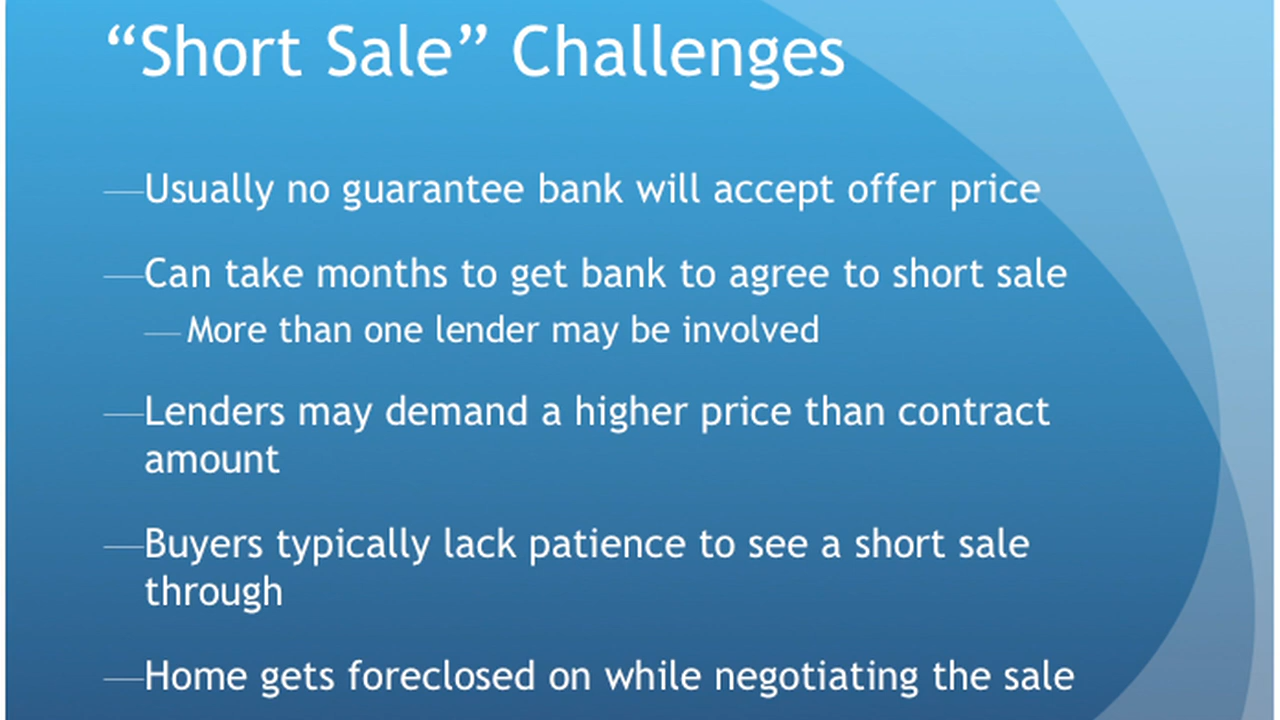 “Short Sale” Challenges
—Usually no guarantee bank will accept offer price
—Can take months to get bank to agree to short sale
—More than one lender may be involved
—Lenders may demand a higher price than contract
amount
—Buyers typically lack patience to see a short sale
through
—Home gets foreclosed on while negotiating the sale